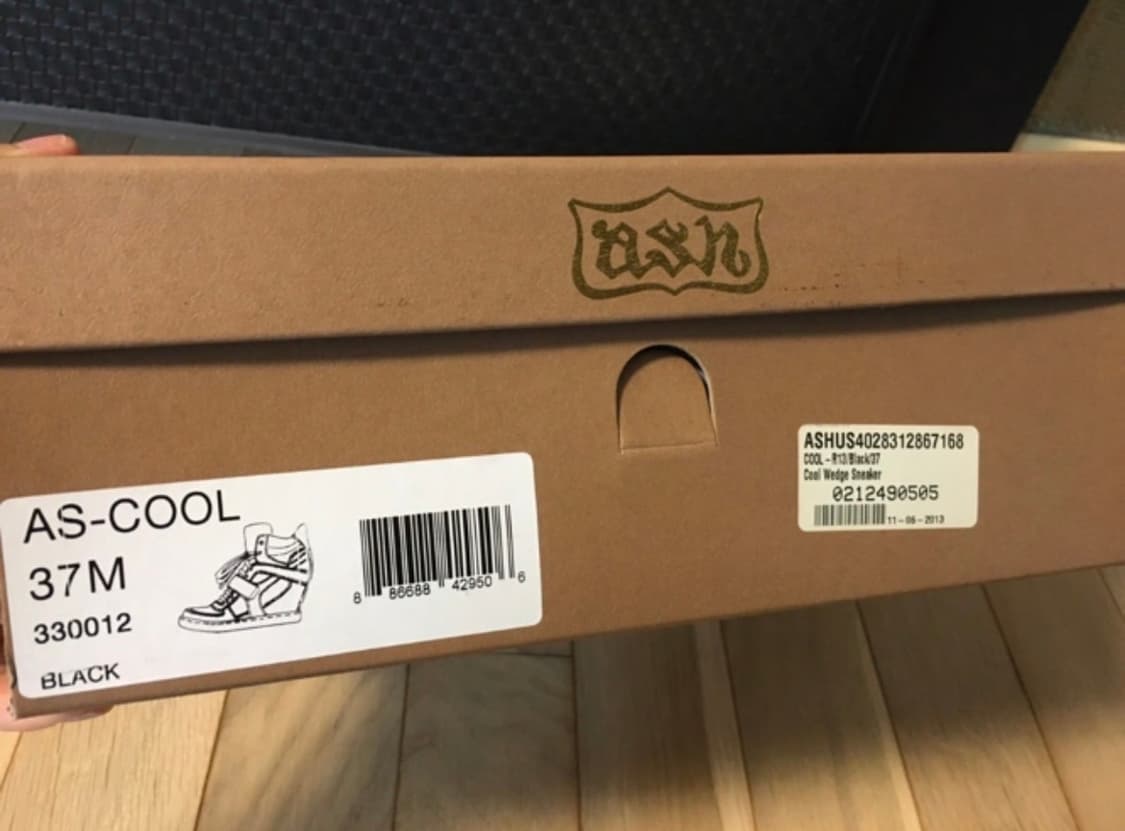 ash
ASHUS4028312867168
COOL - R13/Black/37
Cool Wedge Sneaker
0212490505
11-06-2013
AS-COOL
37M
330012
BLACK
8 86688 42950 6